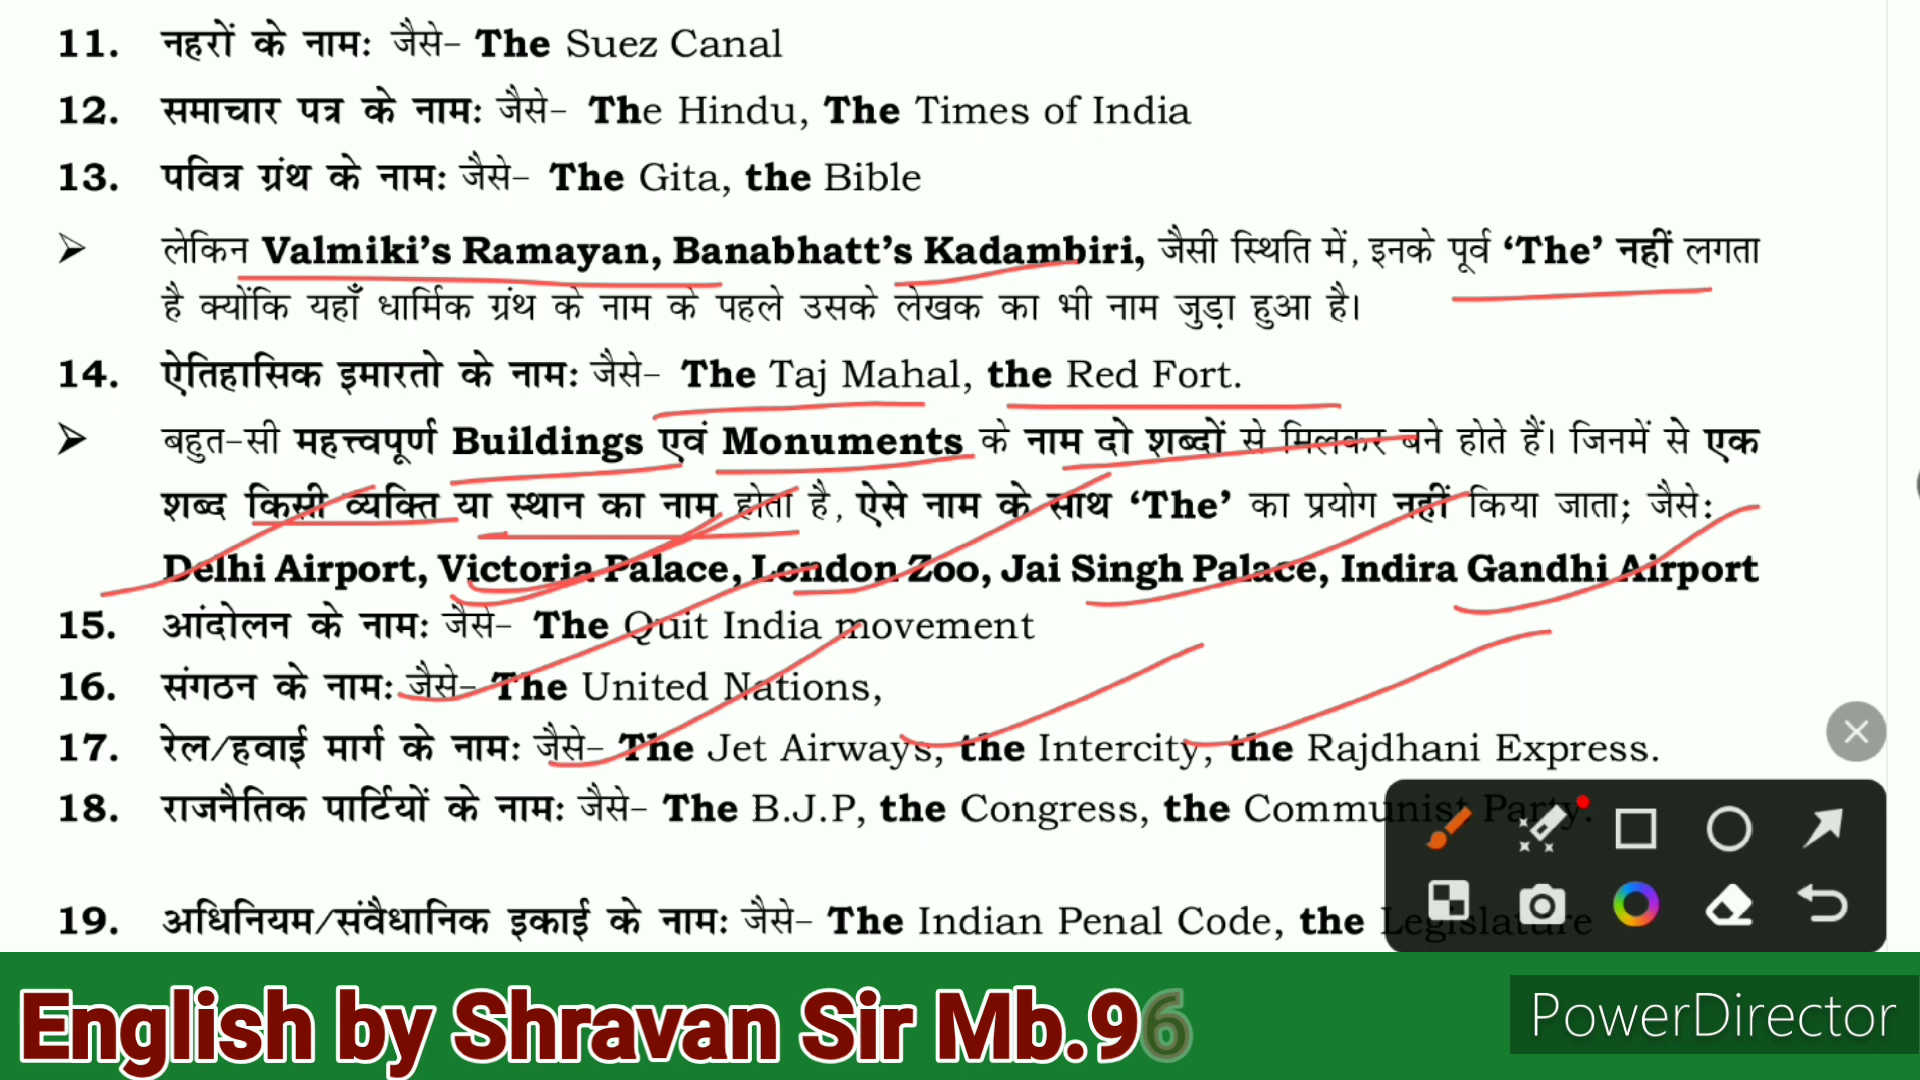 11. नहरों के नामः जैसे– The Suez Canal
12. समाचार पत्र के नामः जैसे– The Hindu, The Times of India
13. पवित्र ग्रंथ के नामः जैसे– The Gita, the Bible
➢ लेकिन Valmiki’s Ramayan, Banabhatt’s Kadambiri, जैसी स्थिति में, इनके पूर्व ‘The’ नहीं लगता
है क्योंकि यहाँ धार्मिक ग्रंथ के नाम के पहले उसके लेखक का भी नाम जुड़ा हुआ है।
14. ऐतिहासिक इमारतो के नामः जैसे– The Taj Mahal, the Red Fort.
➢ बहुत–सी महत्त्वपूर्ण Buildings एवं Monuments के नाम दो शब्दों से मिलकर बने होते हैं। जिनमें से एक
शब्द किसी व्यक्ति या स्थान का नाम होता है, ऐसे नाम के साथ ‘The’ का प्रयोग नहीं किया जाता; जैसे:
Delhi Airport, Victoria Palace, London Zoo, Jai Singh Palace, Indira Gandhi Airport
15. आंदोलन के नामः जैसे– The Quit India movement
16. संगठन के नामः जैसे– The United Nations,
17. रेल/हवाई मार्ग के नामः जैसे– The Jet Airways, the Intercity, the Rajdhani Express.
18. राजनैतिक पार्टियों के नामः जैसे– The B.J.P, the Congress, the Communist Party.
19. अधिनियम/संवैधानिक इकाई के नामः जैसे– The Indian Penal Code, the Legislature
English by Shravan Sir Mb.96
PowerDirector